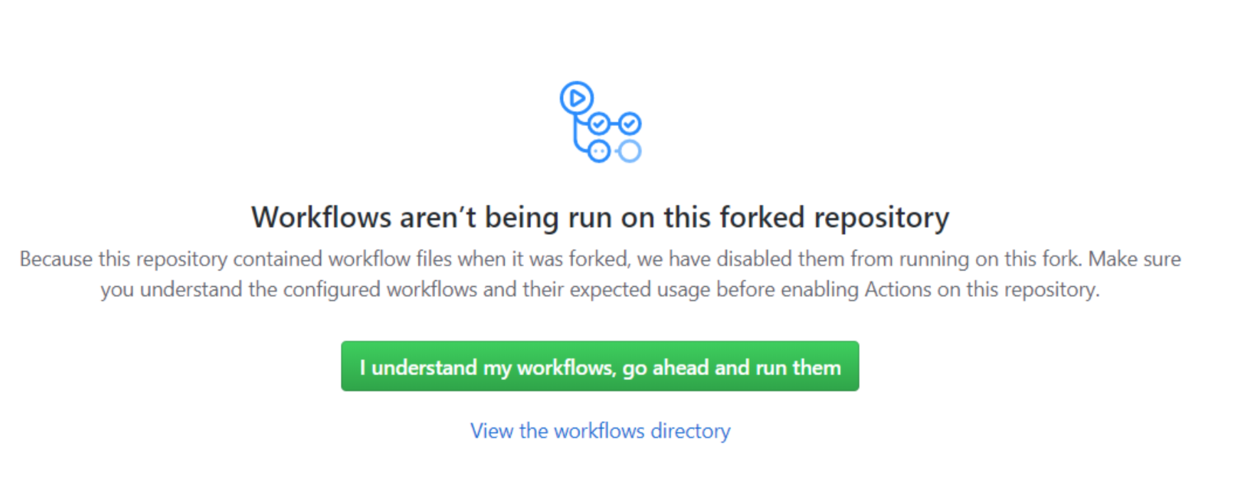 Workflows aren’t being run on this forked repository
Because this repository contained workflow files when it was forked, we have disabled them from running on this fork. Make sure
you understand the configured workflows and their expected usage before enabling Actions on this repository.
I understand my workflows, go ahead and run them
View the workflows directory